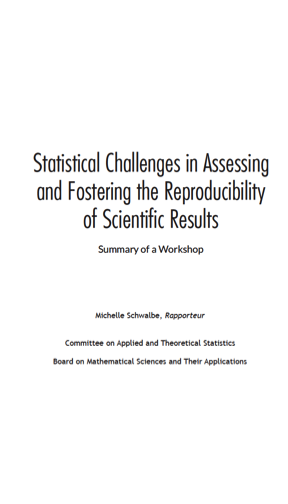 Statistical Challenges in Assessing
and Fostering the Reproducibility
of Scientific Results
Summary of a Workshop
Michelle Schwalbe, Rapporteur
Committee on Applied and Theoretical Statistics
Board on Mathematical Sciences and Their Applications